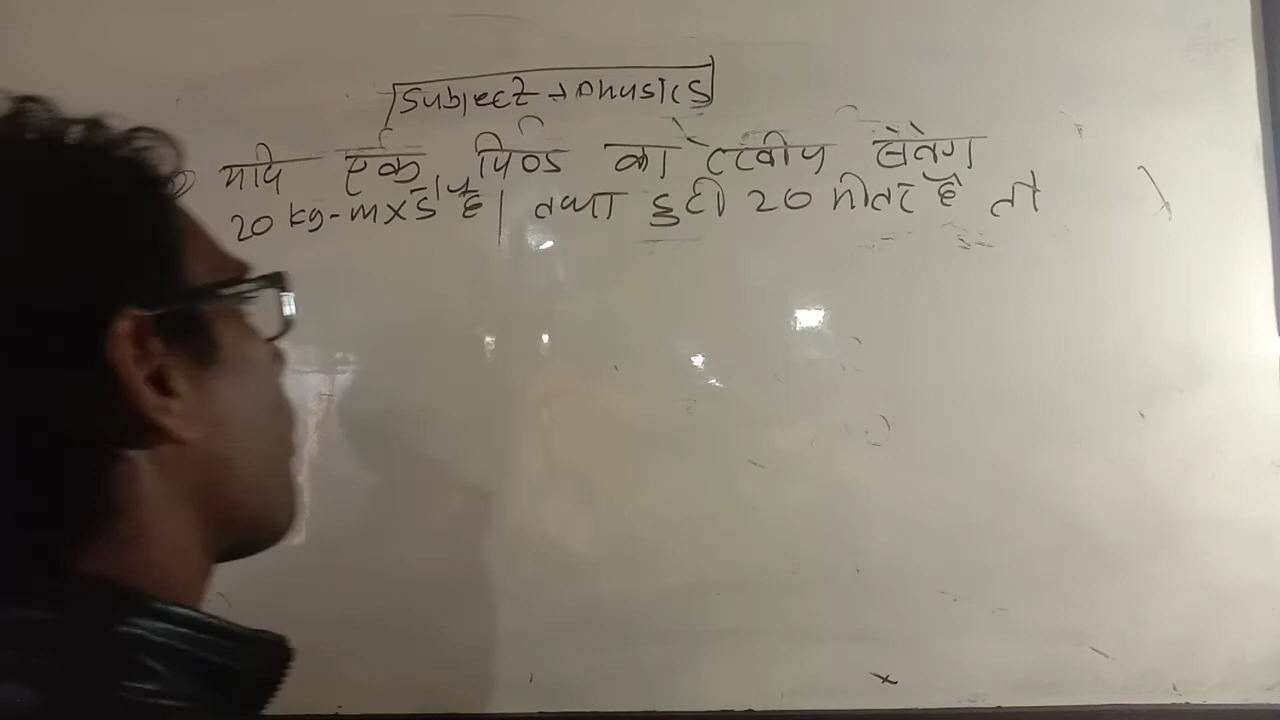 Subject → Physics
यदि एक पिण्ड का रेखीय संवेग
20 kg-m×s⁻¹ है। तथा दुरी 20 मीटर है तो